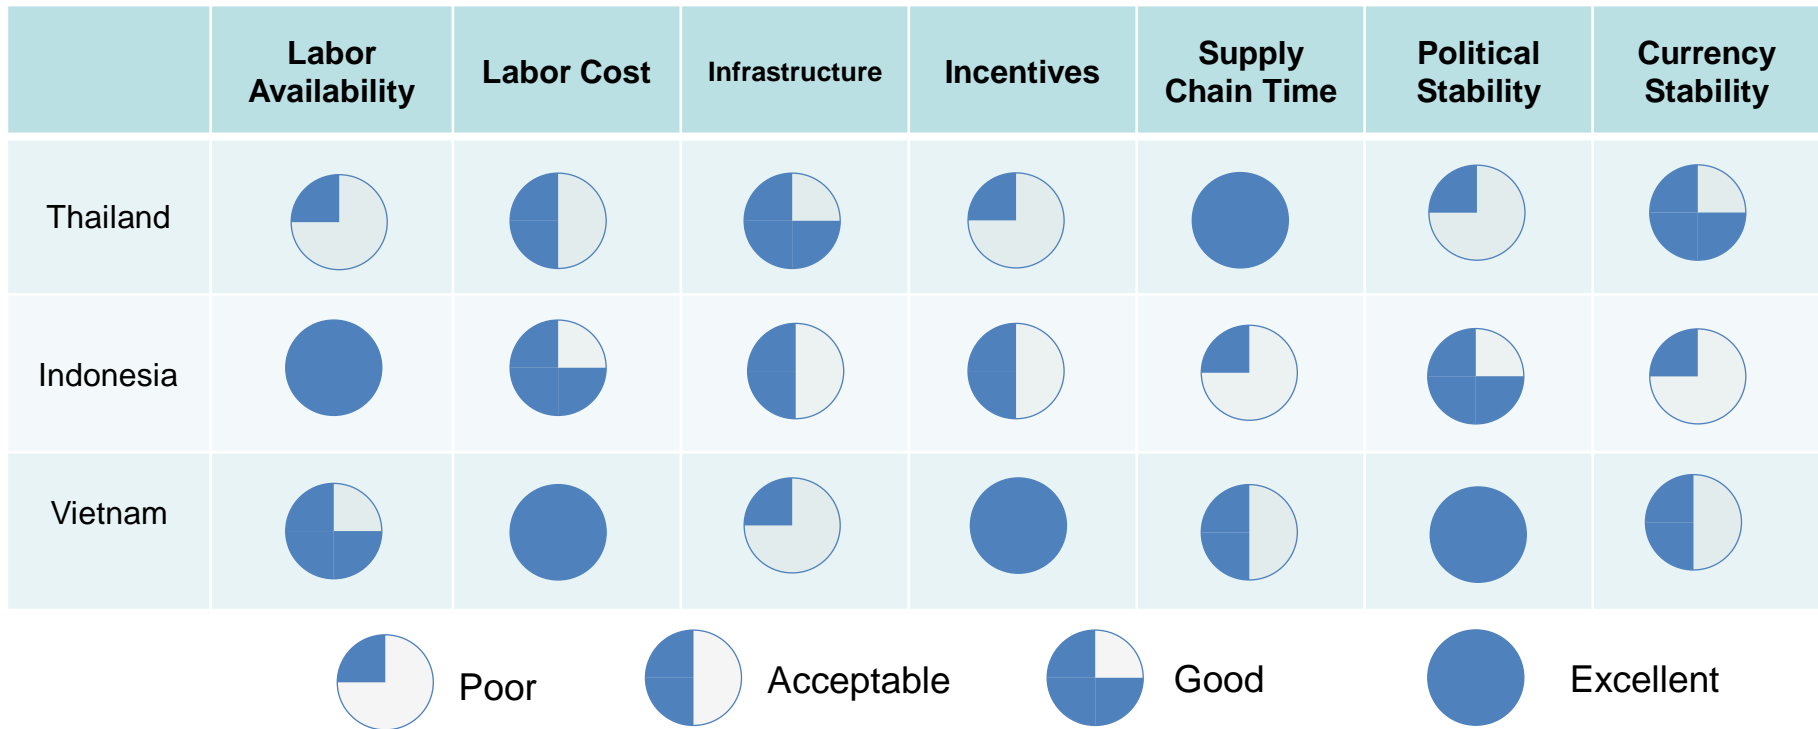 Labor
Availability
Labor Cost
Infrastructure
Incentives
Supply
Chain Time
Political
Stability
Currency
Stability
Thailand
Indonesia
Vietnam
Poor
Acceptable
Good
Excellent